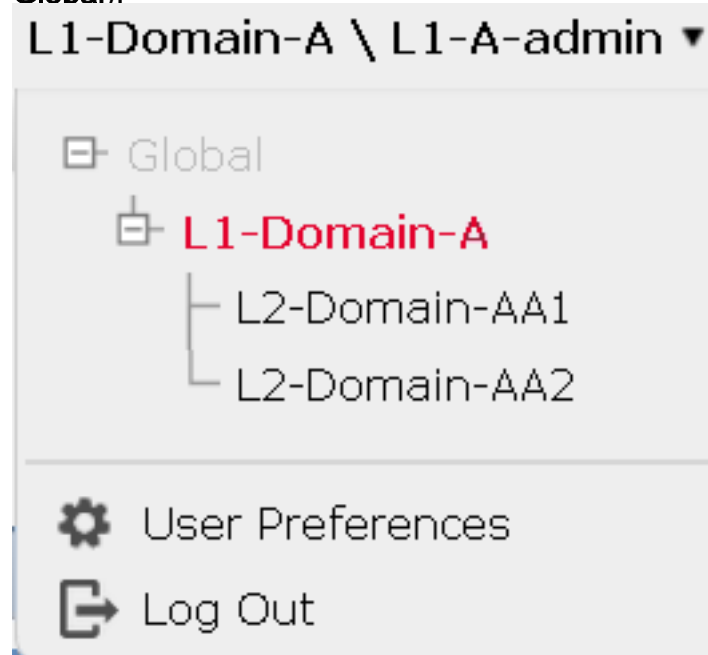 L1-Domain-A \ L1-A-admin ▾
Global
L1-Domain-A
L2-Domain-AA1
L2-Domain-AA2
User Preferences
Log Out